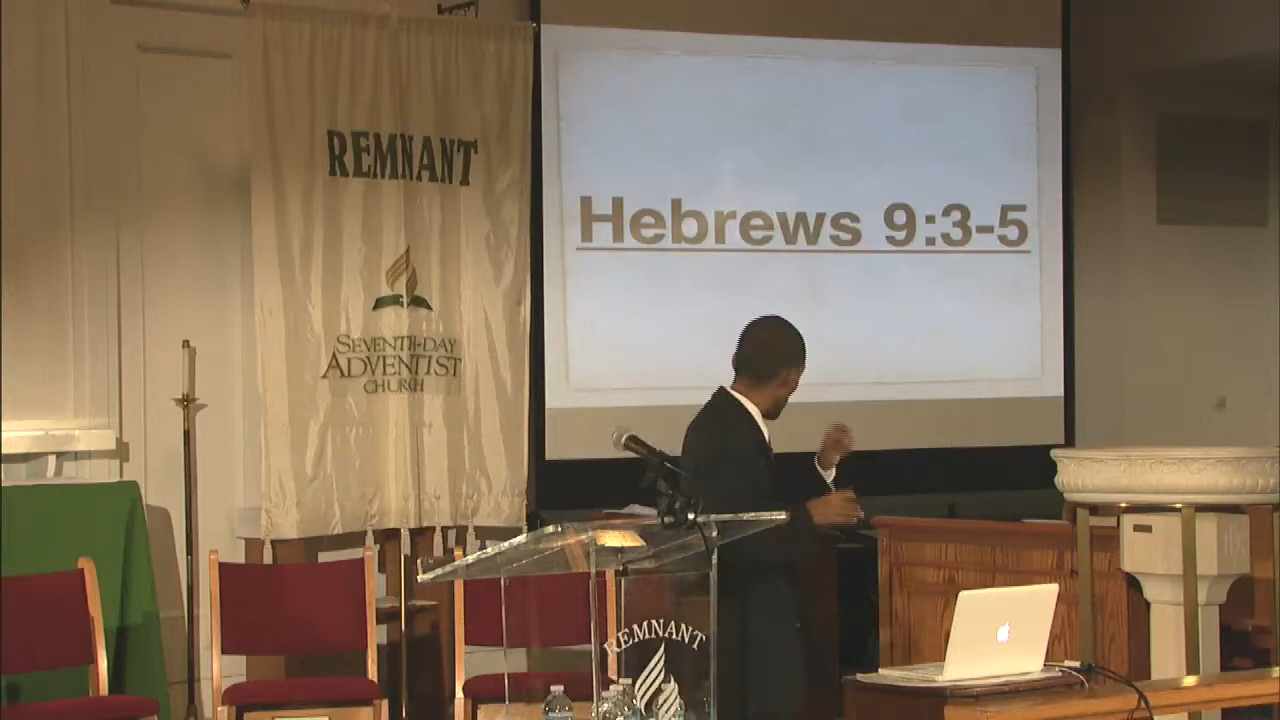 REMNANT
SEVENTH-DAY
ADVENTIST
CHURCH
Hebrews 9:3-5
REMNANT